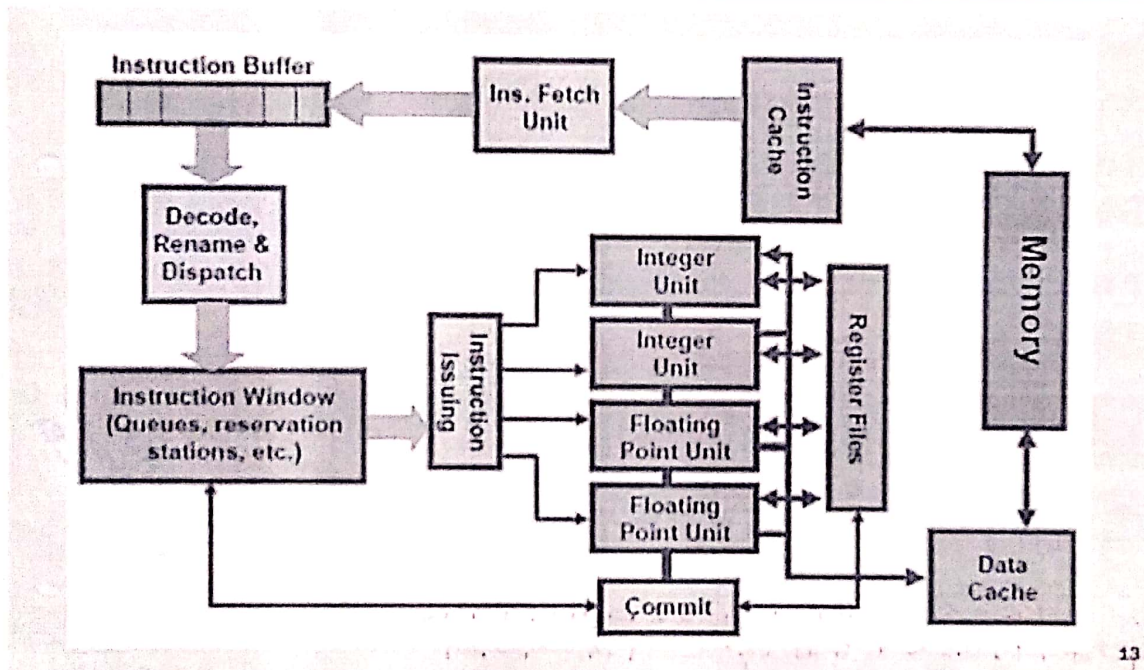 Instruction Buffer
Ins. Fetch
Unit
Instruction
Cache
Decode,
Rename &
Dispatch
Memory
Integer
Unit
Integer
Unit
Instruction
Issuing
Register Files
Instruction Window
(Queues, reservation
stations, etc.)
Floating
Point Unit
Floating
Point Unit
Data
Cache
Commit
13